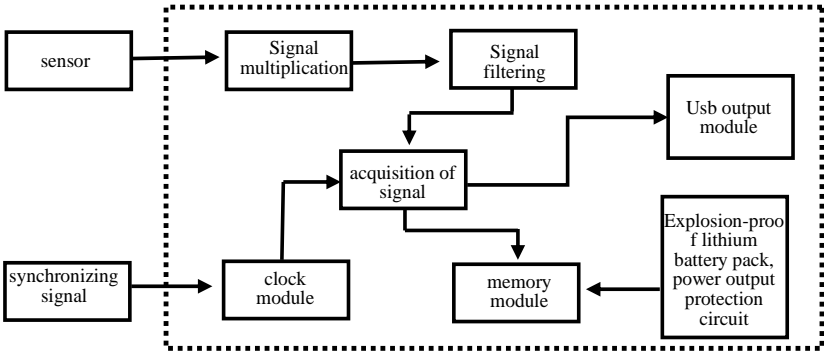 sensor
Signal
multiplication
Signal
filtering
Usb output
module
acquisition of
signal
Explosion-proo
f lithium
battery pack,
power output
protection
circuit
synchronizing
signal
clock
module
memory
module